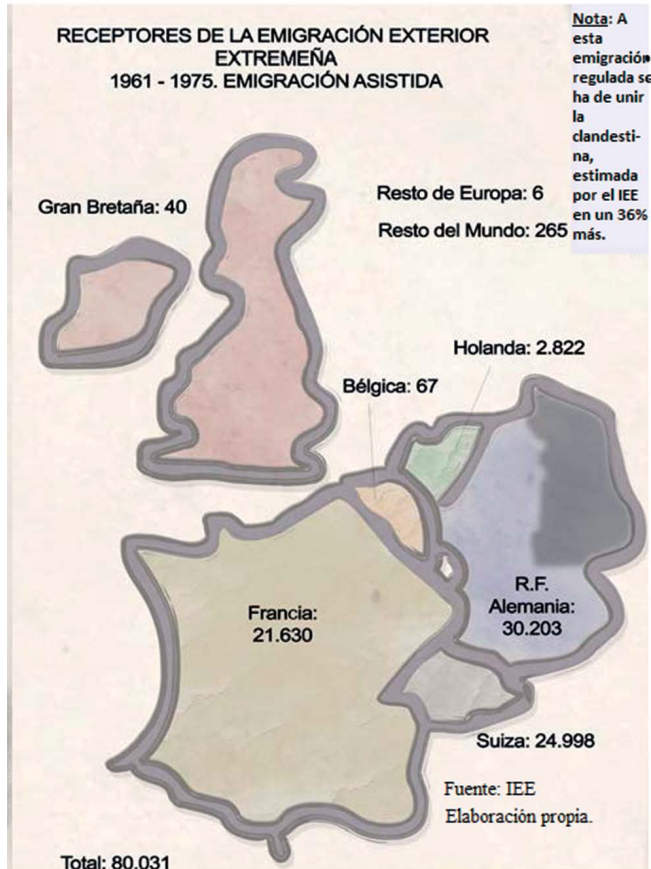 RECEPTORES DE LA EMIGRACIÓN EXTERIOR
EXTREMEÑA
1961 - 1975. EMIGRACIÓN ASISTIDA
Nota: A
esta
emigración
regulada se
ha de unir
la
clandesti-
na,
estimada
por el IEE
en un 36%
más.
Gran Bretaña: 40
Resto de Europa: 6
Resto del Mundo: 265
Holanda: 2.822
Bélgica: 67
R.F.
Alemania:
30.203
Francia:
21.630
Suiza: 24.998
Fuente: IEE
Elaboración propia.
Total: 80.031